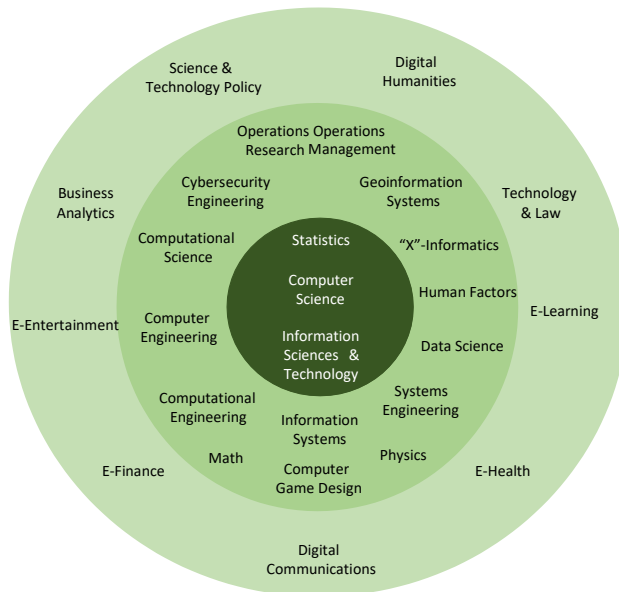 Digital
Humanities
Science &
Technology Policy
Operations Operations
Research Management
Cybersecurity
Engineering
Geoinformation
Systems
Business
Analytics
Technology
& Law
Computational
Science
Statistics
“X”-Informatics
Computer
Science
Human Factors
E-Entertainment
Computer
Engineering
E-Learning
Information
Sciences &
Technology
Data Science
Computational
Engineering
Systems
Engineering
Information
Systems
Math
Physics
E-Finance
Computer
Game Design
E-Health
Digital
Communications